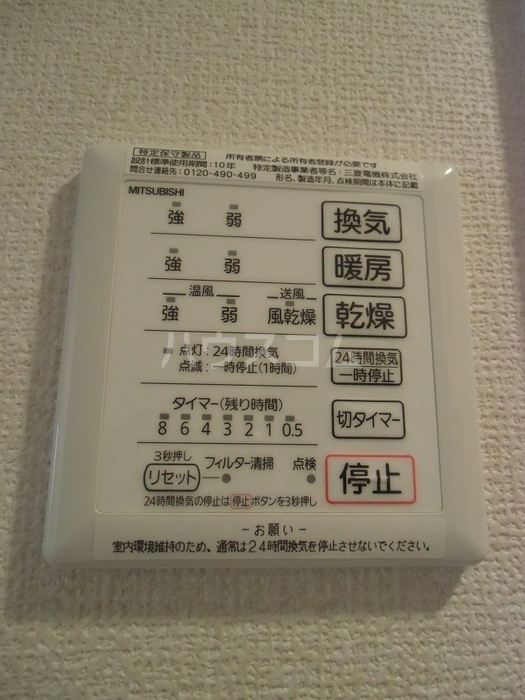 特定保守製品 所有者票による所有者登録が必要です
設計標準使用期間：10年 特定製造事業者等名：三菱電機株式会社
問合せ連絡先：0120-490-499 形名、製造年月、点検期間は本体に記載
MITSUBISHI
強 弱 換気
強 弱 暖房
温風 送風
強 弱 風乾燥 乾燥
点灯：24時間換気
点滅：一時停止(1時間)
24時間換気
一時停止
タイマー(残り時間)
8 6 4 3 2 1 0.5
切タイマー
3秒押し
リセット フィルター清掃 点検
停止
24時間換気の停止は停止ボタンを3秒押し
－お願い－
室内環境維持のため、通常は24時間換気を停止させないでください。
ハウスコム